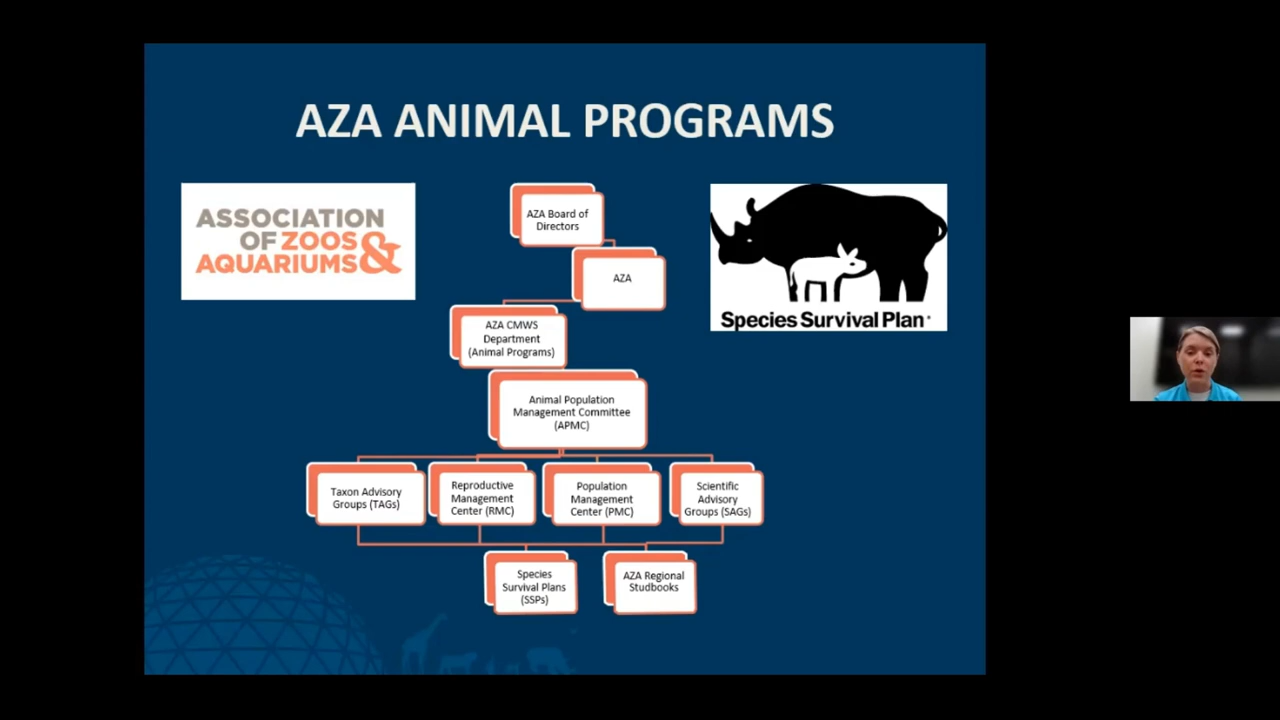 AZA ANIMAL PROGRAMS
ASSOCIATION
OF ZOOS &
AQUARIUMS
AZA Board of
Directors
AZA
AZA CMWS
Department
(Animal Programs)
Species Survival Plan®
Animal Population
Management Committee
(APMC)
Taxon Advisory
Groups (TAGs)
Reproductive
Management
Center (RMC)
Population
Management
Center (PMC)
Scientific
Advisory
Groups (SAGs)
Species
Survival Plans
(SSPs)
AZA Regional
Studbooks